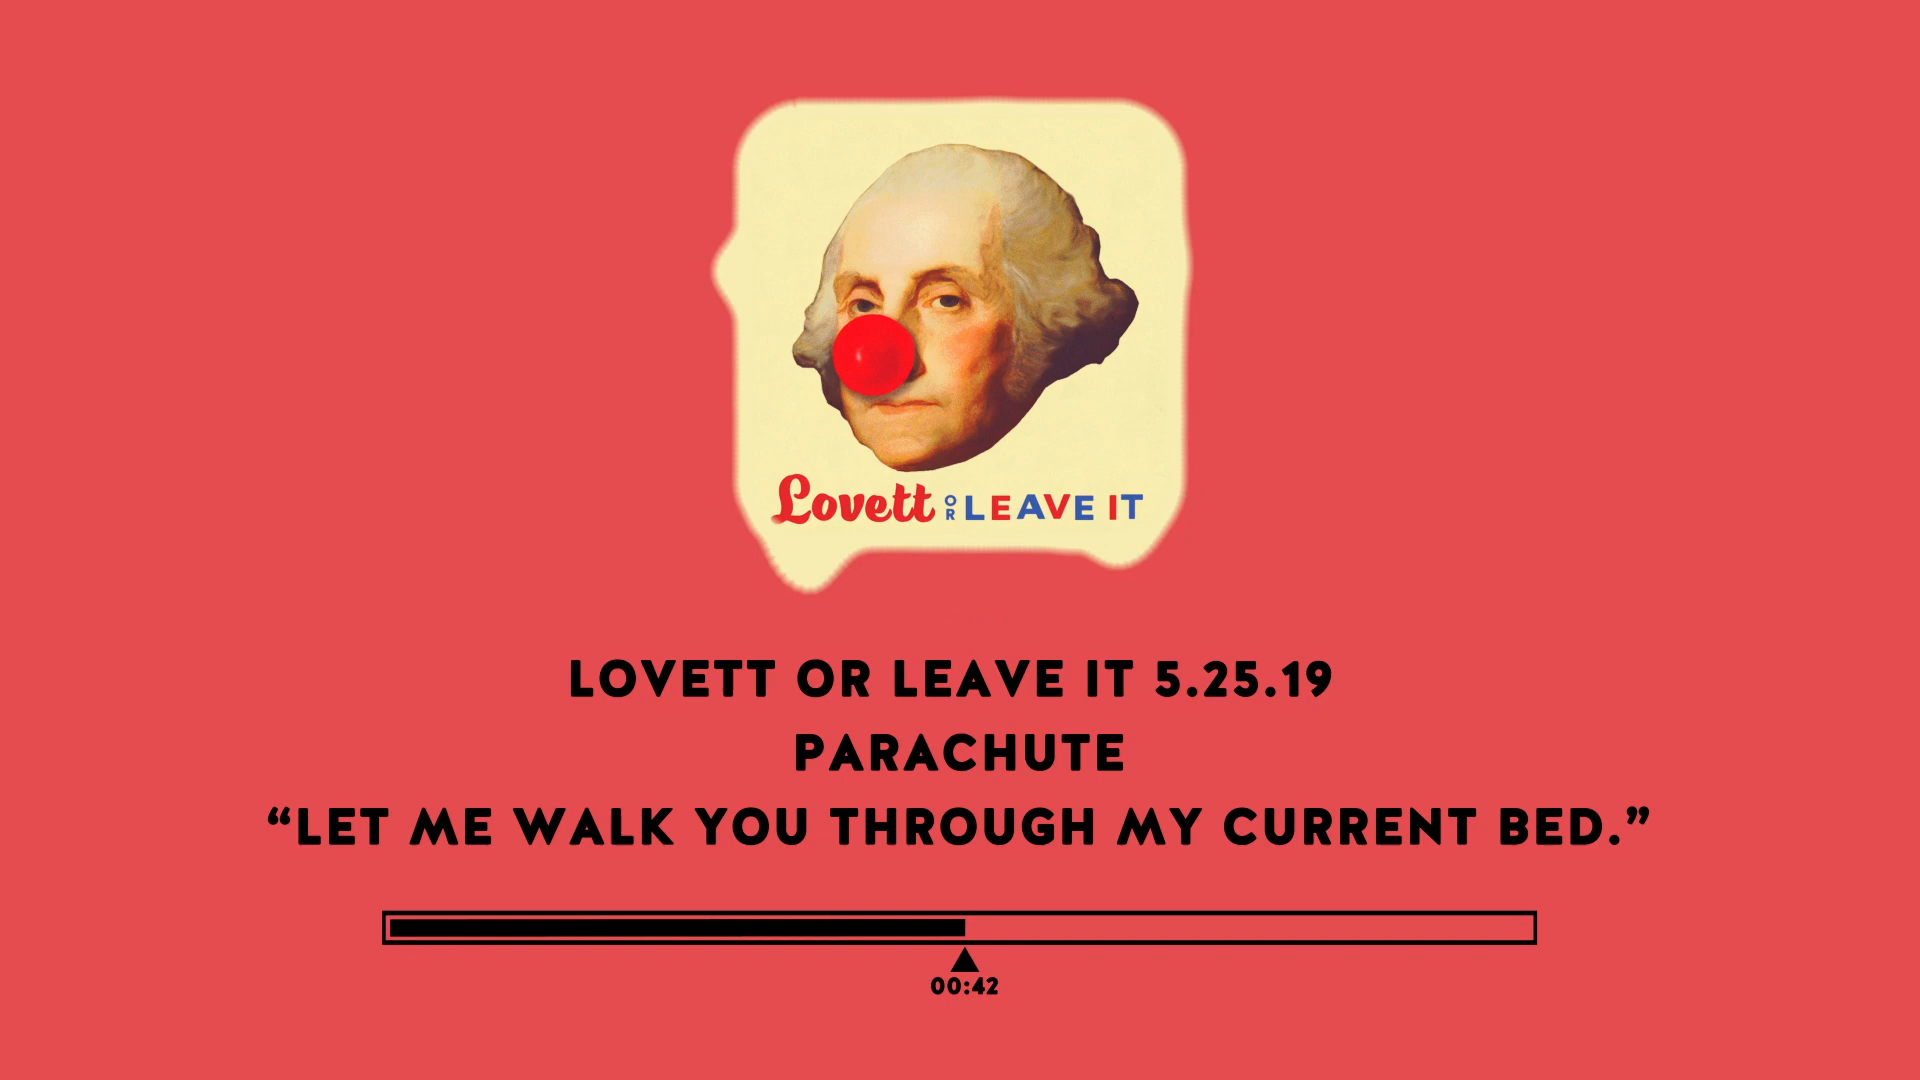 Lovett OR LEAVE IT
LOVETT OR LEAVE IT 5.25.19
PARACHUTE
“LET ME WALK YOU THROUGH MY CURRENT BED.”
00:42